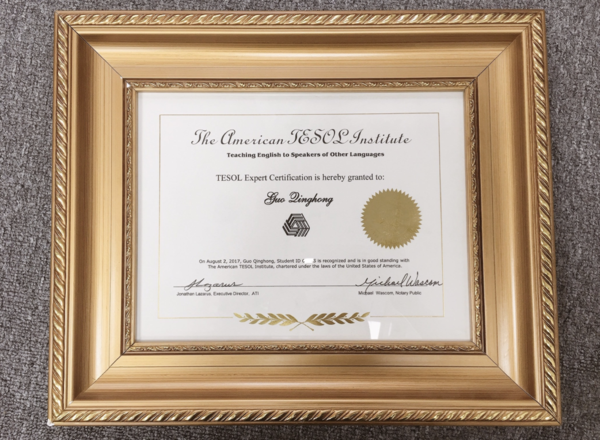 The American TESOL Institute
Teaching English to Speakers of Other Languages
TESOL Expert Certification is hereby granted to:
Guo Qinghong
On August 2, 2017, Guo Qinghong, Student ID ( 2 is recognized and is in good standing with
The American TESOL Institute, chartered under the laws of the United States of America.
Michael Wascom
Jonathan Lazarus, Executive Director , ATI
Michael Wascom, Notary Public